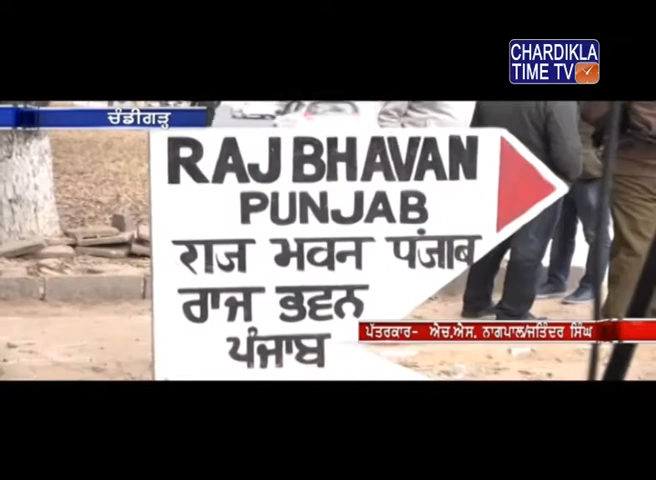 CHARDIKLA
TIME TV
ਚੰਡੀਗੜ੍ਹ
RAJ BHAVAN
PUNJAB
राज भवन पंजाब
ਰਾਜ ਭਵਨ
ਪੰਜਾਬ
ਪੱਤਰਕਾਰ- ਐਚ.ਐਸ. ਨਾਗਪਾਲ/ਜਤਿੰਦਰ ਸਿੰਘ